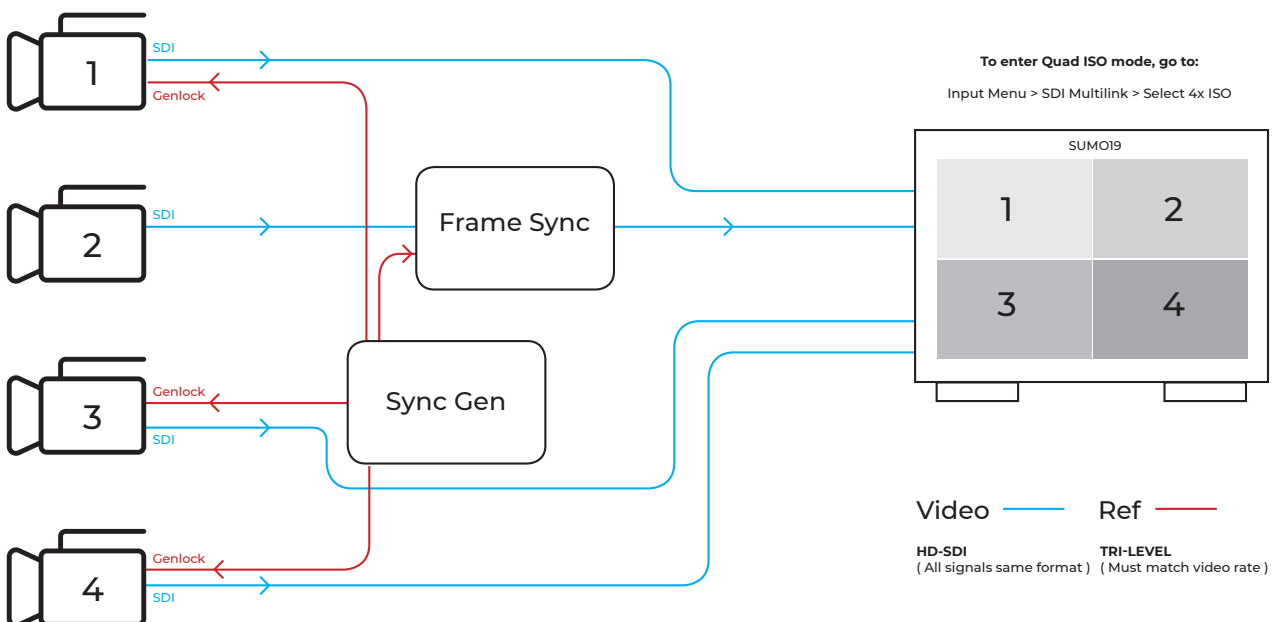 1
SDI
Genlock
2
SDI
Frame Sync
3
Genlock
SDI
Sync Gen
4
Genlock
SDI
To enter Quad ISO mode, go to:
Input Menu > SDI Multilink > Select 4x ISO
SUMO19
1 2
3 4
Video Ref
HD-SDI TRI-LEVEL
( All signals same format ) ( Must match video rate )